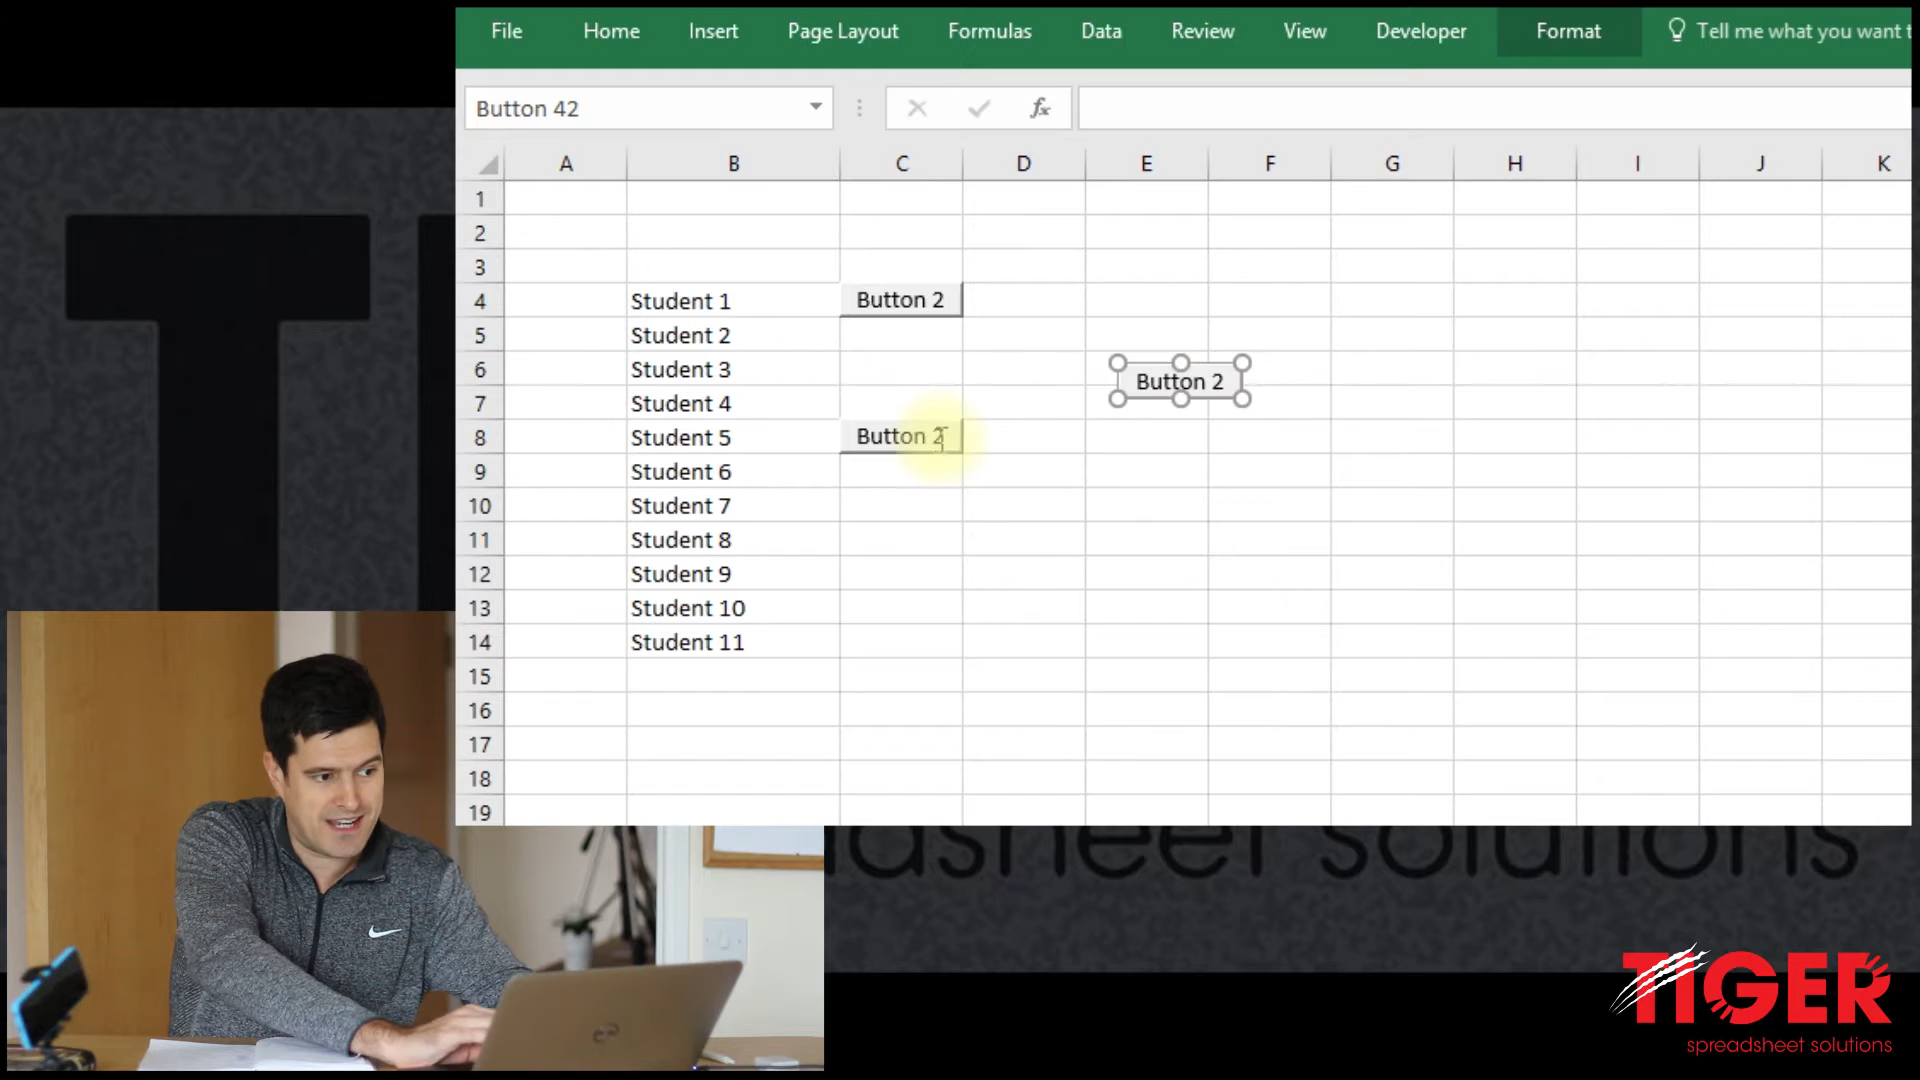 File Home Insert Page Layout Formulas Data Review View Developer Format Tell me what you want t
Button 42 fx
A B C D E F G H I J K
1
2
3
4 Student 1 Button 2
5 Student 2
6 Student 3 Button 2
7 Student 4
8 Student 5 Button 2
9 Student 6
10 Student 7
11 Student 8
12 Student 9
13 Student 10
14 Student 11
15
16
17
18
19
T
adsheet solutions
TIGER
spreadsheet solutions